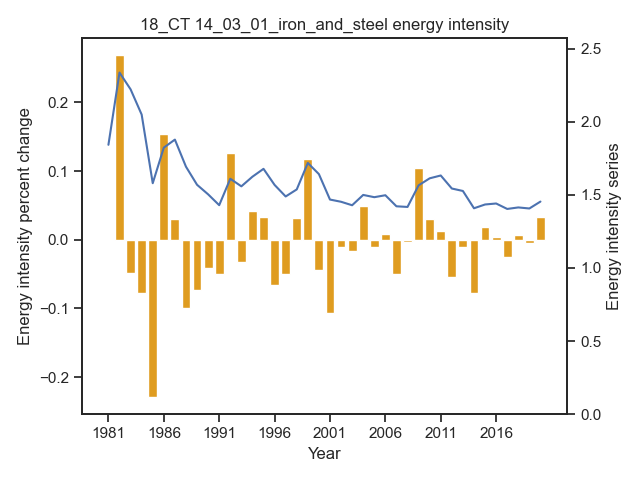 18_CT 14_03_01_iron_and_steel energy intensity
Energy intensity percent change
0.2
0.1
0.0
−0.1
−0.2
2.5
2.0
1.5
1.0
0.5
0.0
Energy intensity series
1981 1986 1991 1996 2001 2006 2011 2016
Year